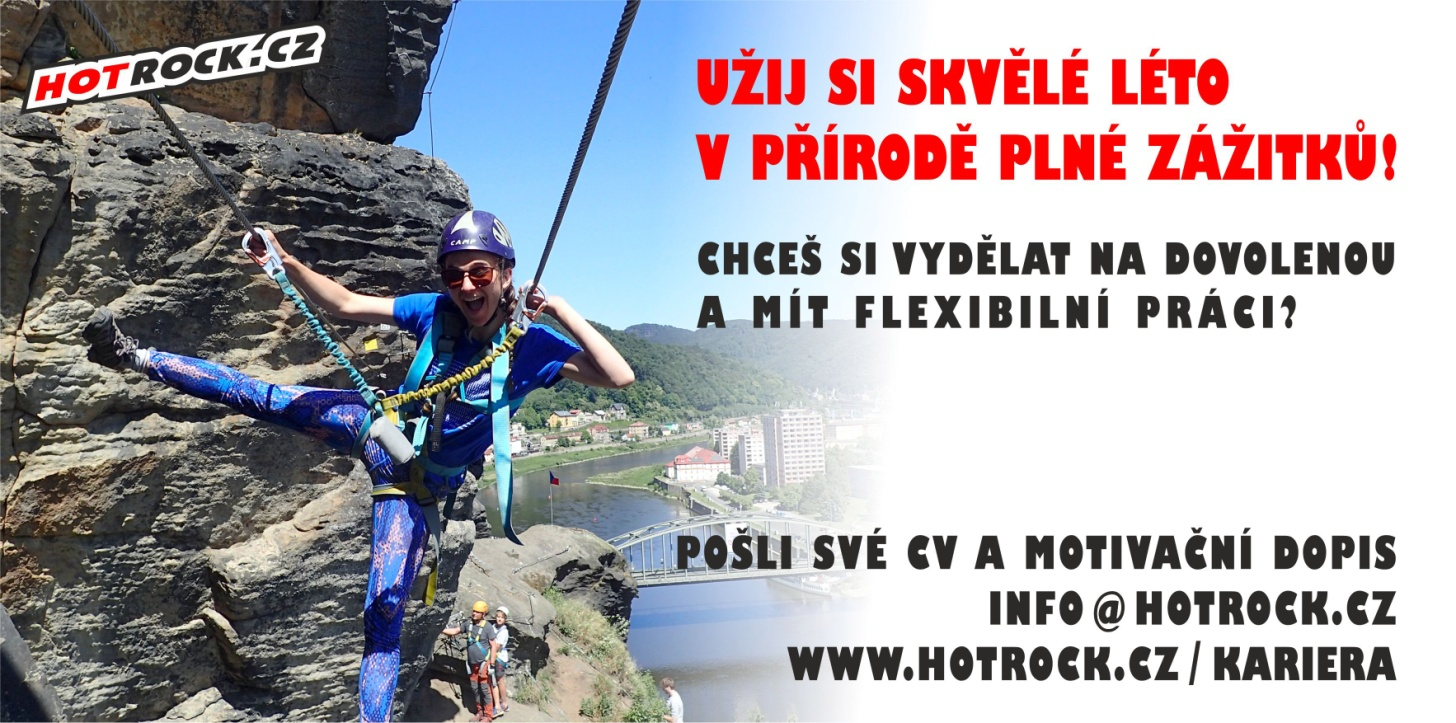 HOTROCK.CZ
UŽIJ SI SKVĚLÉ LÉTO
V PŘÍRODĚ PLNÉ ZÁŽITKŮ!
CHCEŠ SI VYDĚLAT NA DOVOLENOU
A MÍT FLEXIBILNÍ PRÁCI?
CAMP
POŠLI SVÉ CV A MOTIVAČNÍ DOPIS
INFO@HOTROCK.CZ
WWW.HOTROCK.CZ/KARIERA